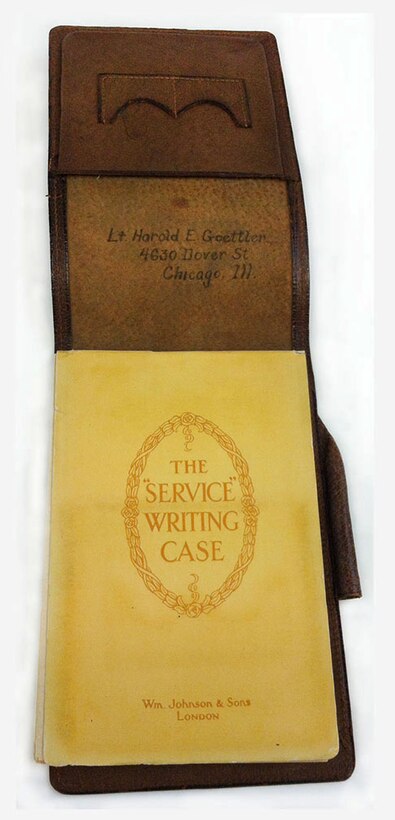 Lt. Harold E. Goettler
4630 Dover St
Chicago, Ill.
THE
"SERVICE"
WRITING
CASE
Wm. Johnson & Sons
London